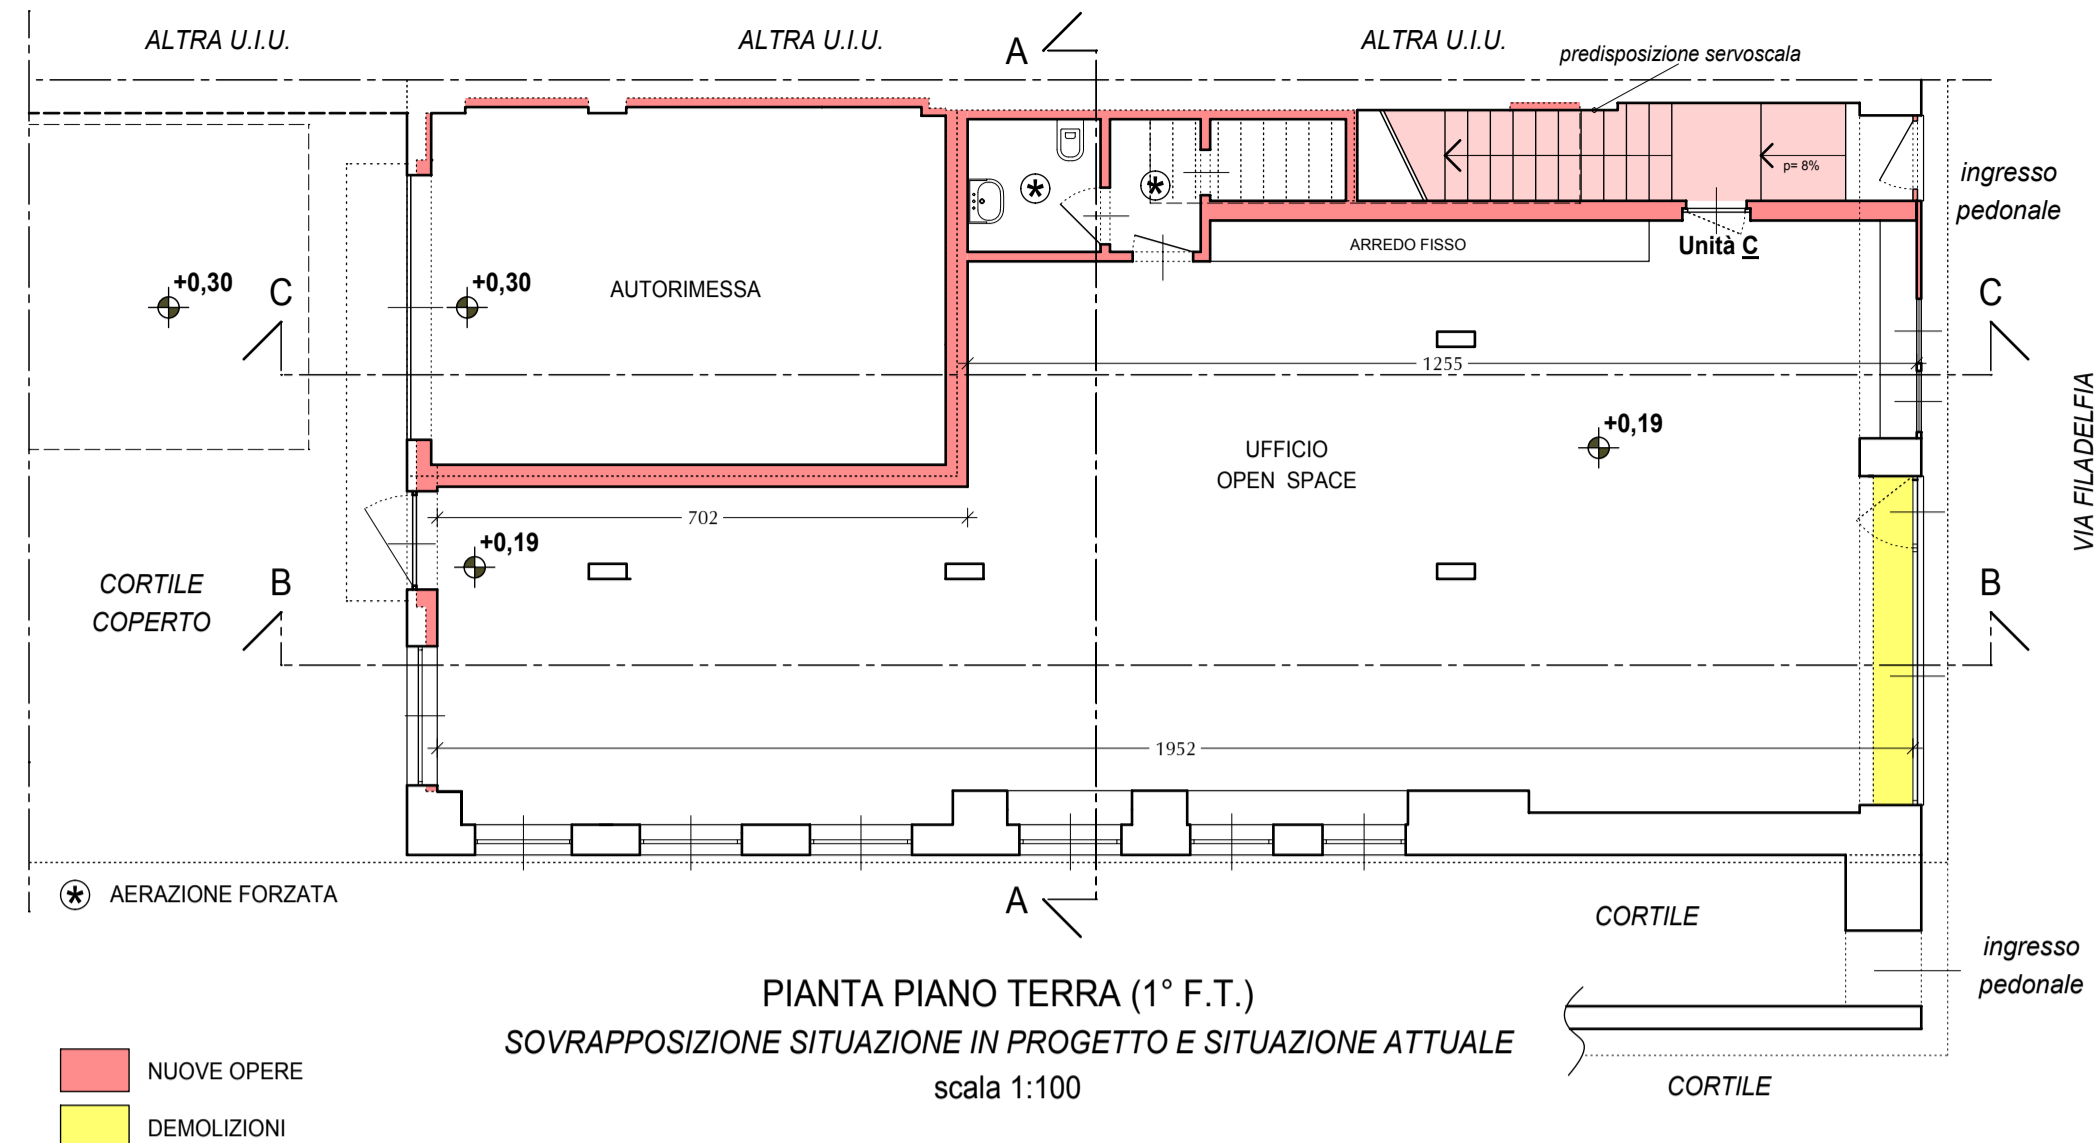 ALTRA U.I.U.
ALTRA U.I.U.
A
ALTRA U.I.U.
predisposizione servoscala
p= 8%
ingresso
pedonale
ARREDO FISSO
Unità C
+0,30
C
+0,30
AUTORIMESSA
C
1255
VIA FILADELFIA
+0,19
UFFICIO
OPEN SPACE
702
+0,19
CORTILE
COPERTO
B
B
1952
* AERAZIONE FORZATA
A
CORTILE
ingresso
pedonale
PIANTA PIANO TERRA (1° F.T.)
SOVRAPPOSIZIONE SITUAZIONE IN PROGETTO E SITUAZIONE ATTUALE
scala 1:100
CORTILE
NUOVE OPERE
DEMOLIZIONI